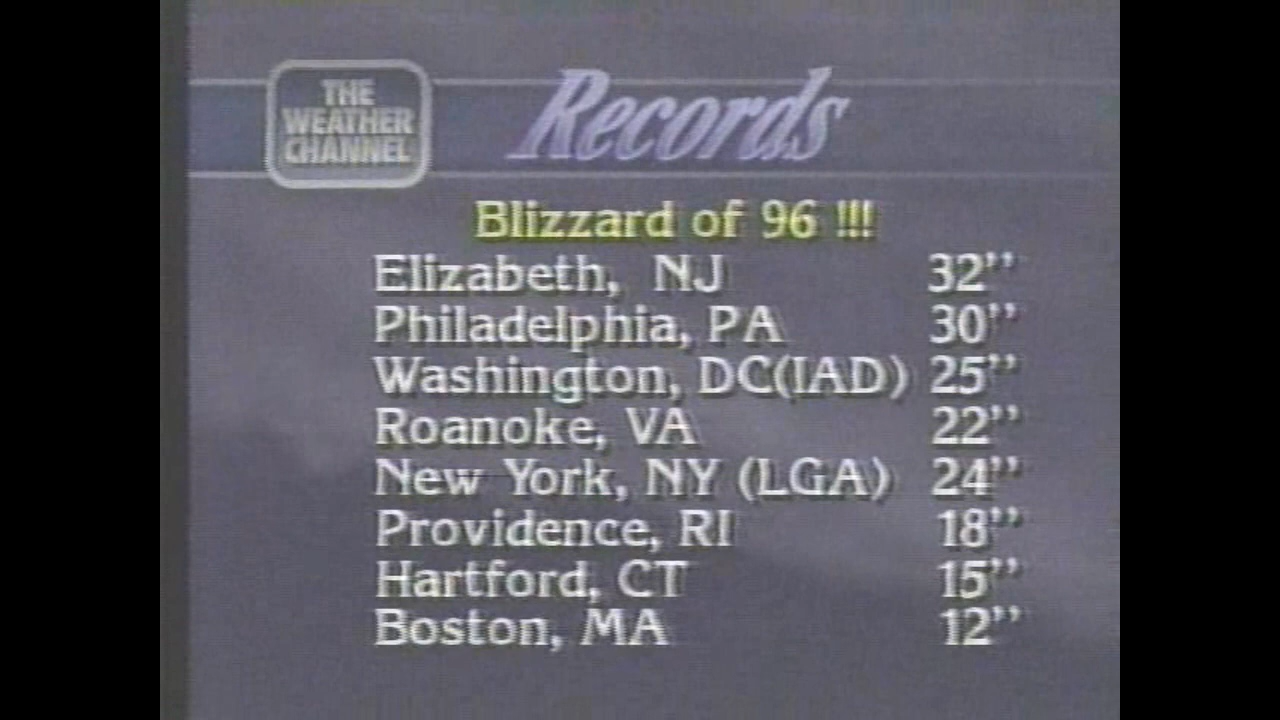 THE
WEATHER
CHANNEL
Records
Blizzard of 96 !!!
Elizabeth, NJ 32''
Philadelphia, PA 30''
Washington, DC(IAD) 25''
Roanoke, VA 22''
New York, NY (LGA) 24''
Providence, RI 18''
Hartford, CT 15''
Boston, MA 12''